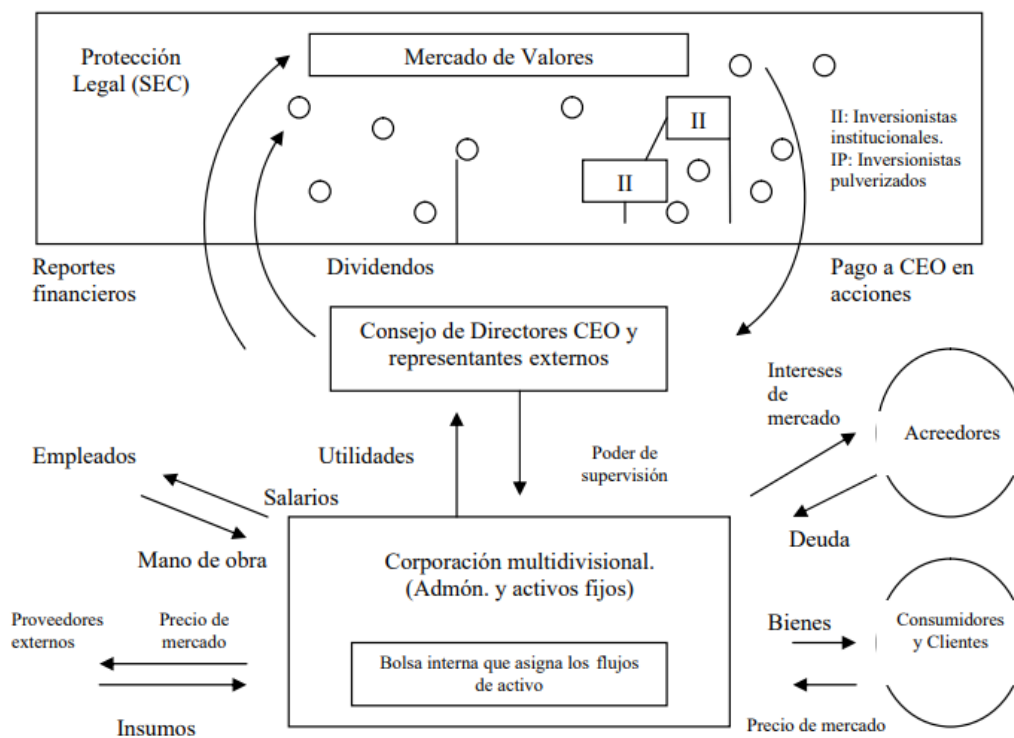 Protección
Legal (SEC)
Mercado de Valores
II
II
II: Inversionistas
institucionales.
IP: Inversionistas
pulverizados
Reportes
financieros
Dividendos
Pago a CEO en
acciones
Consejo de Directores CEO y
representantes externos
Intereses
de
mercado
Acreedores
Empleados
Utilidades
Poder de
supervisión
Salarios
Mano de obra
Deuda
Corporación multidivisional.
(Admón. y activos fijos)
Proveedores
externos
Precio de
mercado
Bienes
Consumidores
y Clientes
Bolsa interna que asigna los flujos
de activo
Insumos
Precio de mercado